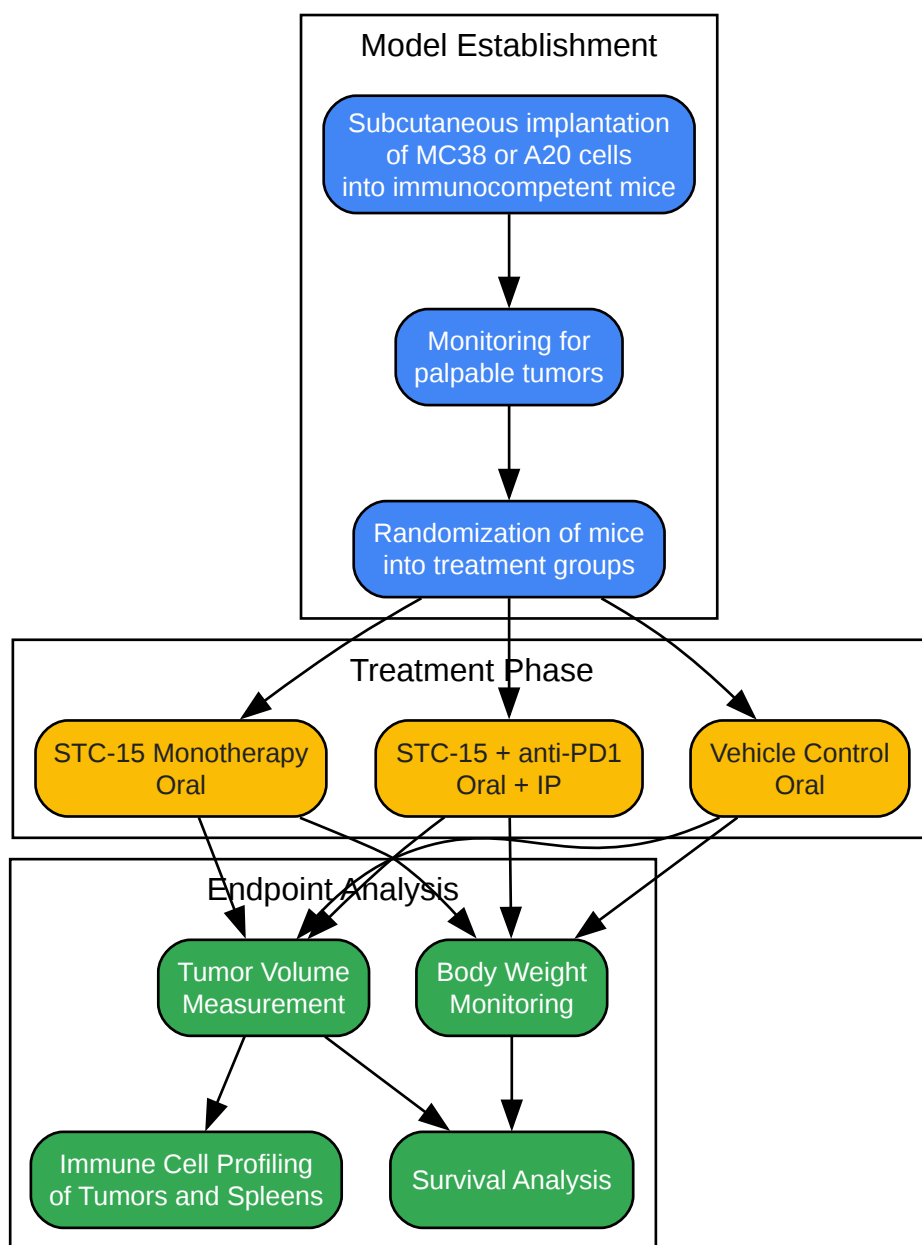 Model Establishment
Subcutaneous implantation
of MC38 or A20 cells
into immunocompetent mice
Monitoring for
palpable tumors
Randomization of mice
into treatment groups
Treatment Phase
STC-15 Monotherapy
Oral
STC-15 + anti-PD1
Oral + IP
Vehicle Control
Oral
Endpoint Analysis
Tumor Volume
Measurement
Body Weight
Monitoring
Immune Cell Profiling
of Tumors and Spleens
Survival Analysis